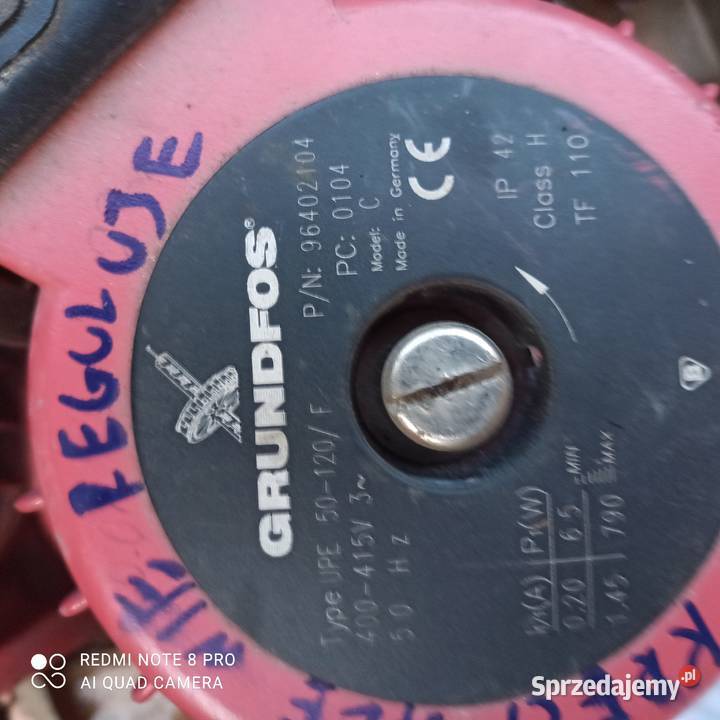 GRUNDFOS®
Type UPE 50-120/ F
400-415V 3~
50 Hz
P/N: 96402104
PC: 0104
Model: C
Made in Germany
CE
IP 42
Class H
TF 110
I1/1(A) P1(W)
0.20 65 MIN
1.45 790 MAX
B
REGULUJE
NIE
REDMI NOTE 8 PRO
AI QUAD CAMERA
Sprzedajemy.pl